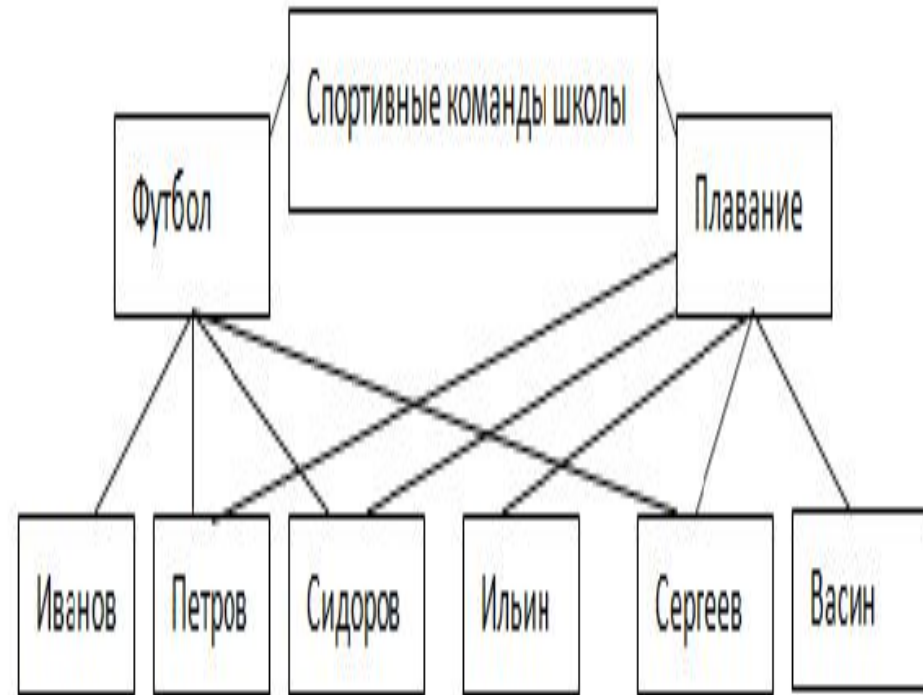 Спортивные команды школы
Футбол
Плавание
Иванов
Петров
Сидоров
Ильин
Сергеев
Васин